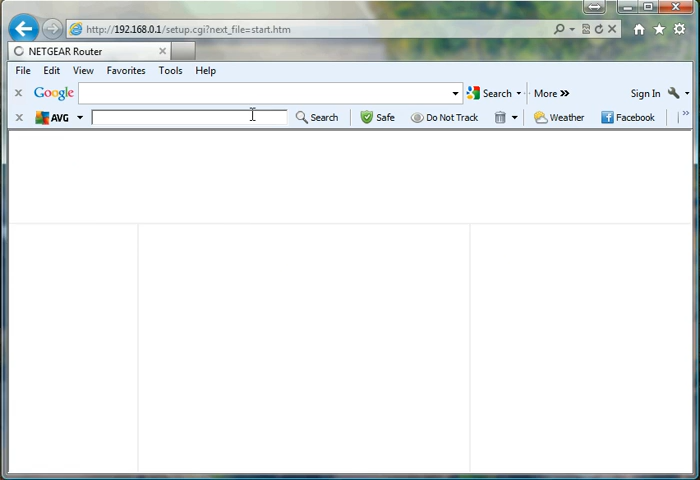 http://192.168.0.1/setup.cgi?next_file=start.htm
NETGEAR Router
File Edit View Favorites Tools Help
Google Search More » Sign In
AVG Search Safe Do Not Track Weather Facebook